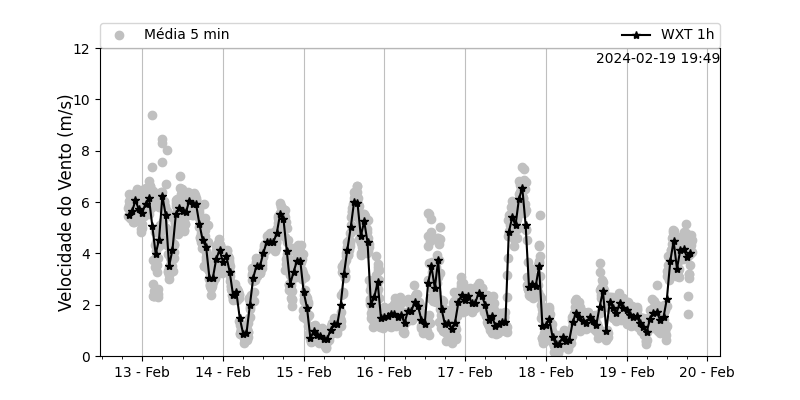 Média 5 min
WXT 1h
2024-02-19 19:49
Velocidade do Vento (m/s)
12
10
8
6
4
2
0
13 - Feb
14 - Feb
15 - Feb
16 - Feb
17 - Feb
18 - Feb
19 - Feb
20 - Feb